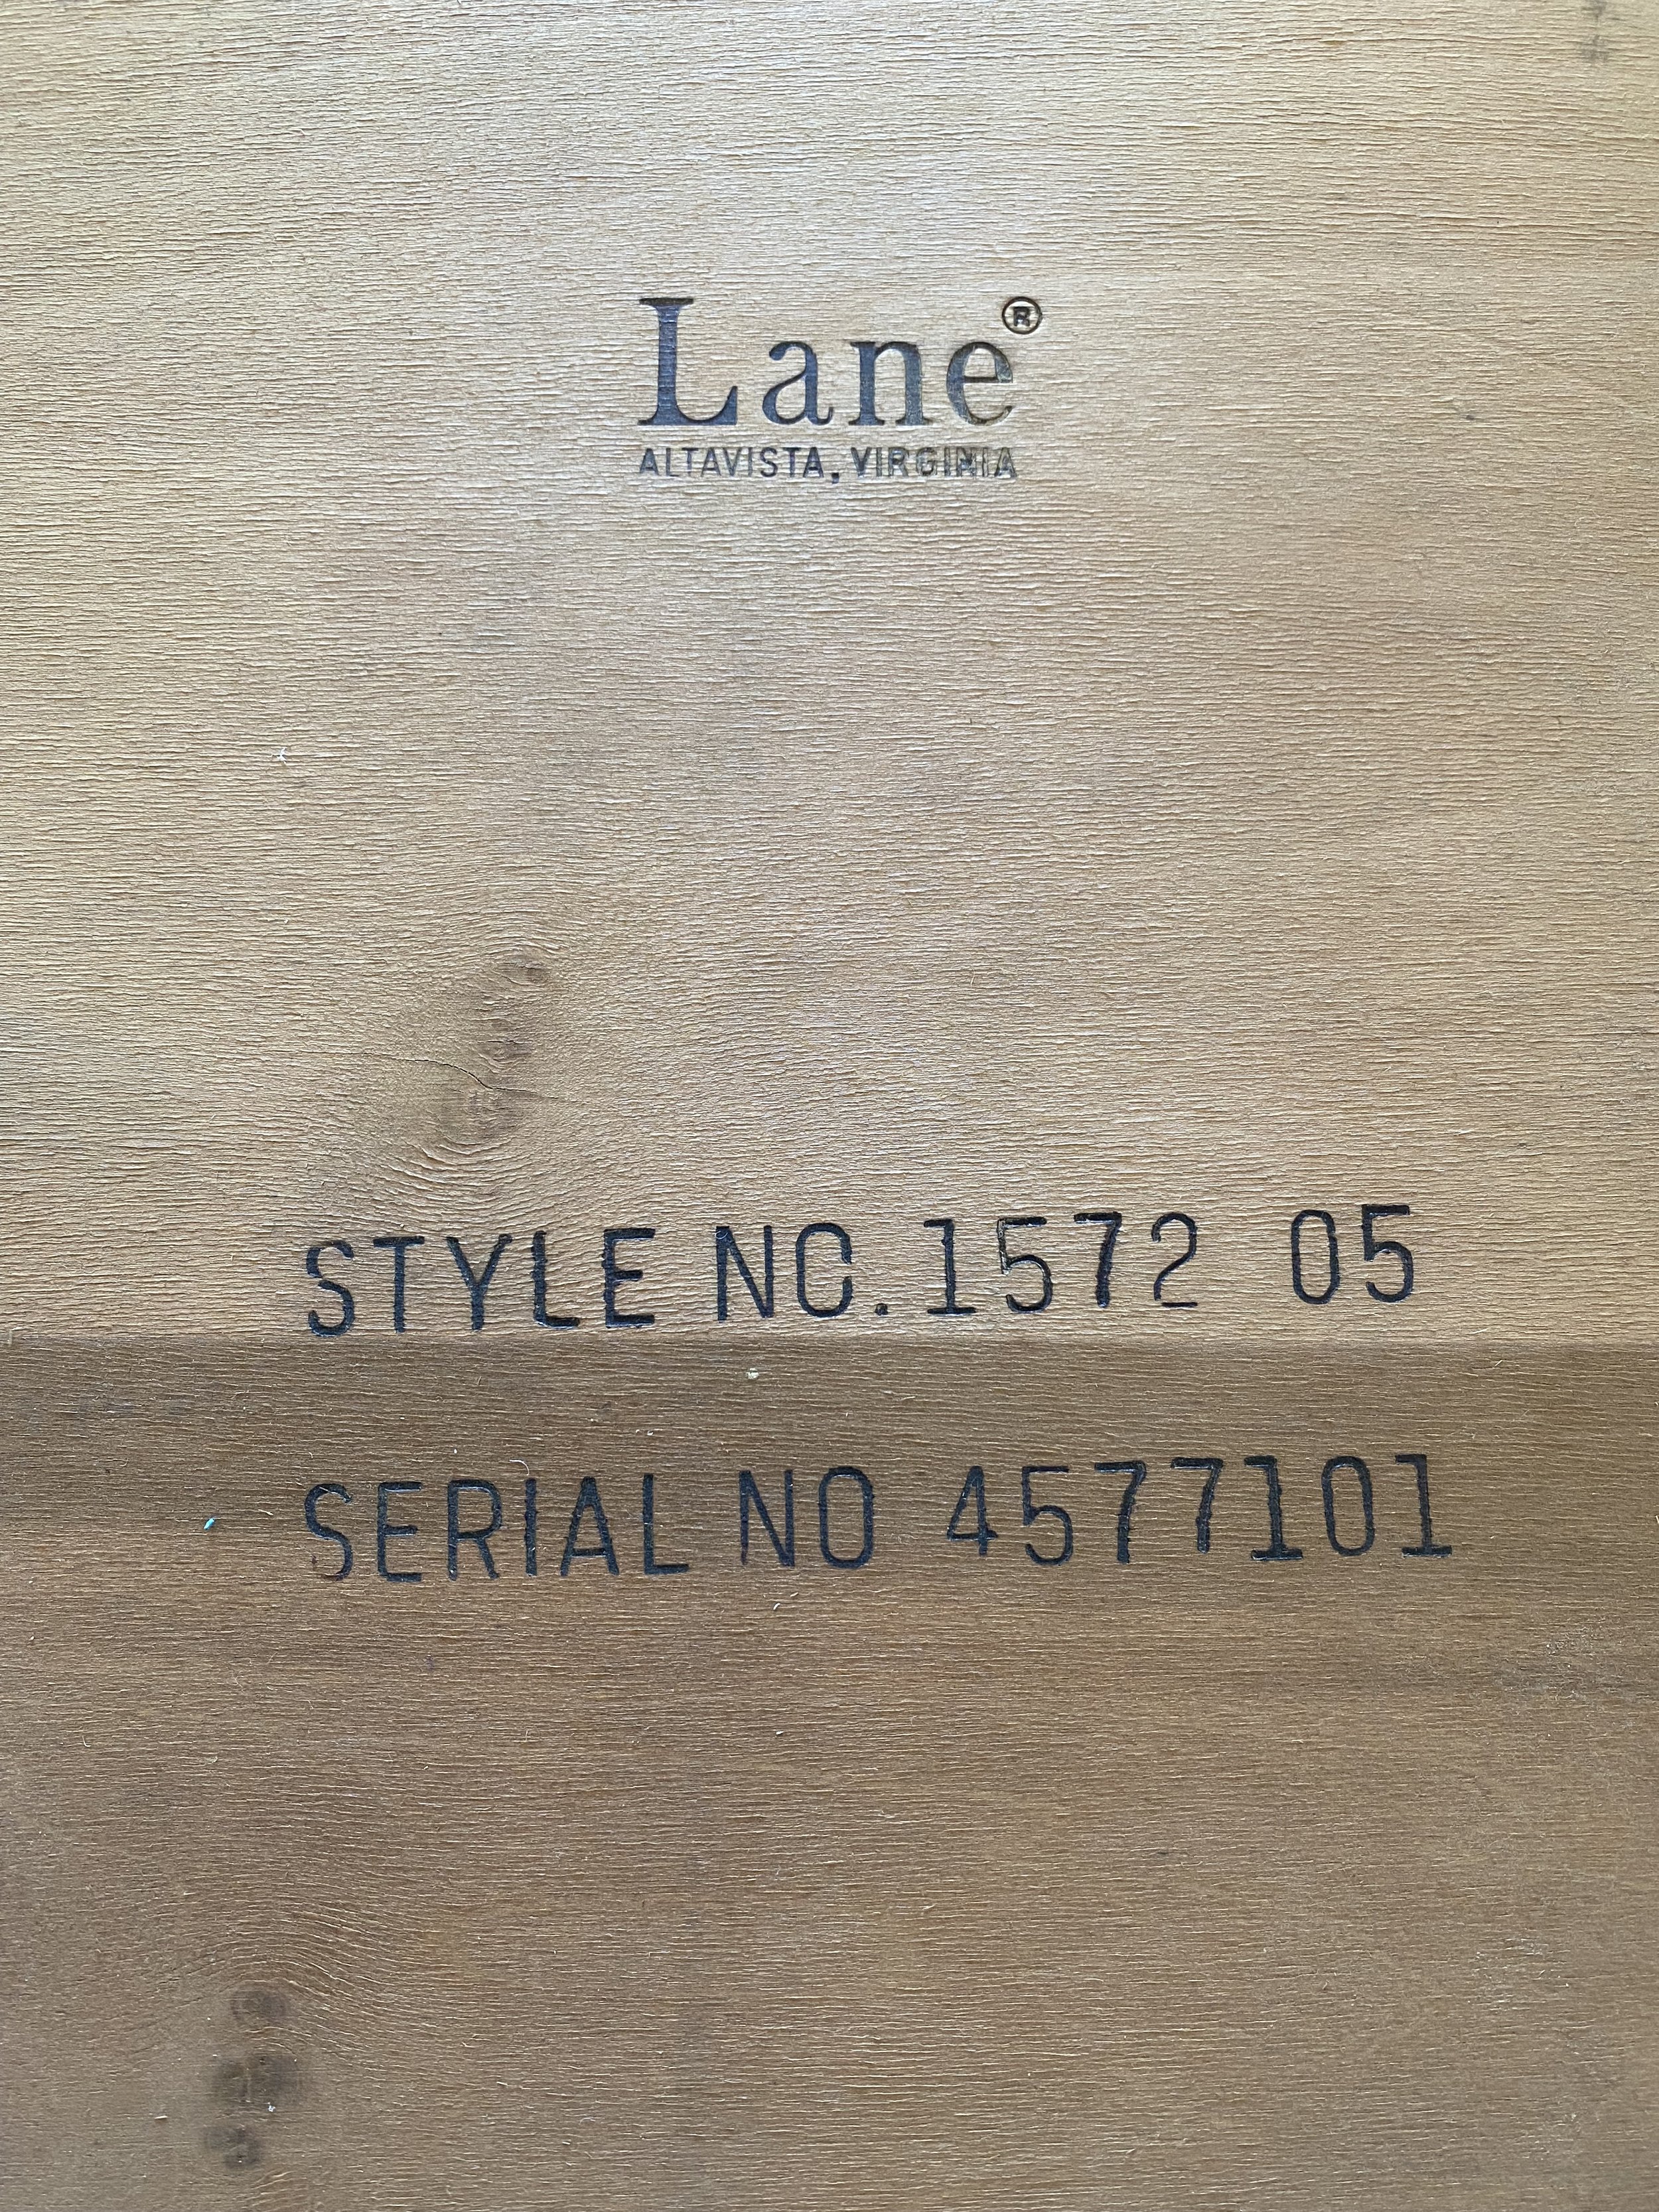 Lane®
ALTAVISTA, VIRGINIA
STYLE NO. 1572 05
SERIAL NO 4577101